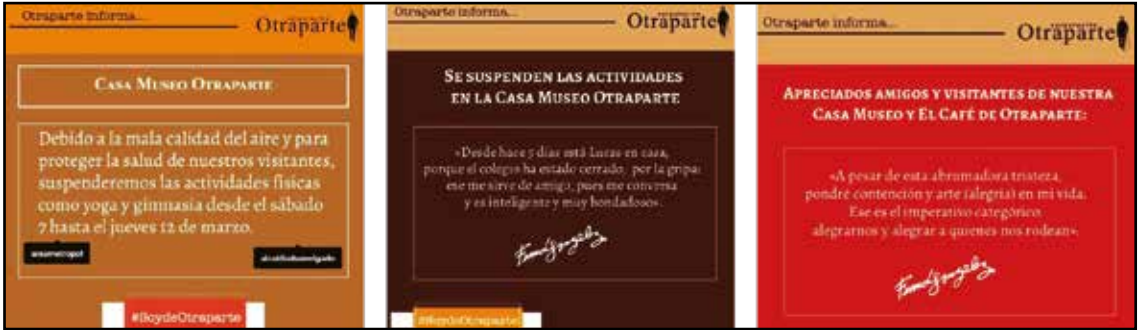 Otraparte informa...
Otraparte
CASA MUSEO OTRAPARTE
Debido a la mala calidad del aire y para
proteger la salud de nuestros visitantes,
suspenderemos las actividades físicas
como yoga y gimnasia desde el sábado
7 hasta el jueves 12 de marzo.
#SoydeOtraparte
Otraparte informa...
Otraparte
SE SUSPENDEN LAS ACTIVIDADES
EN LA CASA MUSEO OTRAPARTE
«Desde hace 5 días está Lucas en casa,
porque el colegio ha estado cerrado, por la gripa;
ese me sirve de amigo, pues me conversa
y es inteligente y muy bondadoso».
#SoydeOtraparte
Otraparte informa...
Otraparte
APRECIADOS AMIGOS Y VISITANTES DE NUESTRA
CASA MUSEO Y EL CAFÉ DE OTRAPARTE:
«A pesar de esta abrumadora tristeza,
pondré contención y arte (alegría) en mi vida.
Ese es el imperativo categórico:
alegrarnos y alegrar a quienes nos rodean».